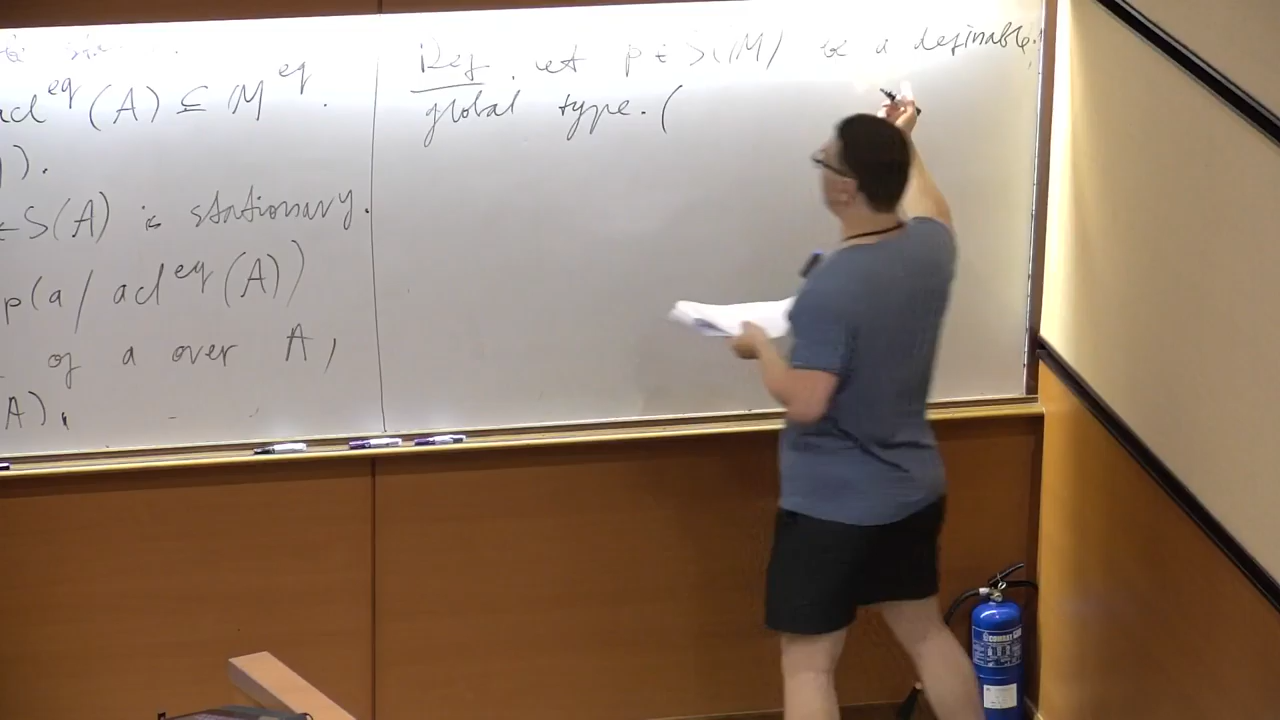 acl^{eq}(A) ⊆ M^{eq}.
).
∈ S(A) is stationary.
p(a / acl^{eq}(A))
of a over A,
A).
Def. Let p ∈ S(M) be a definable
global type. (